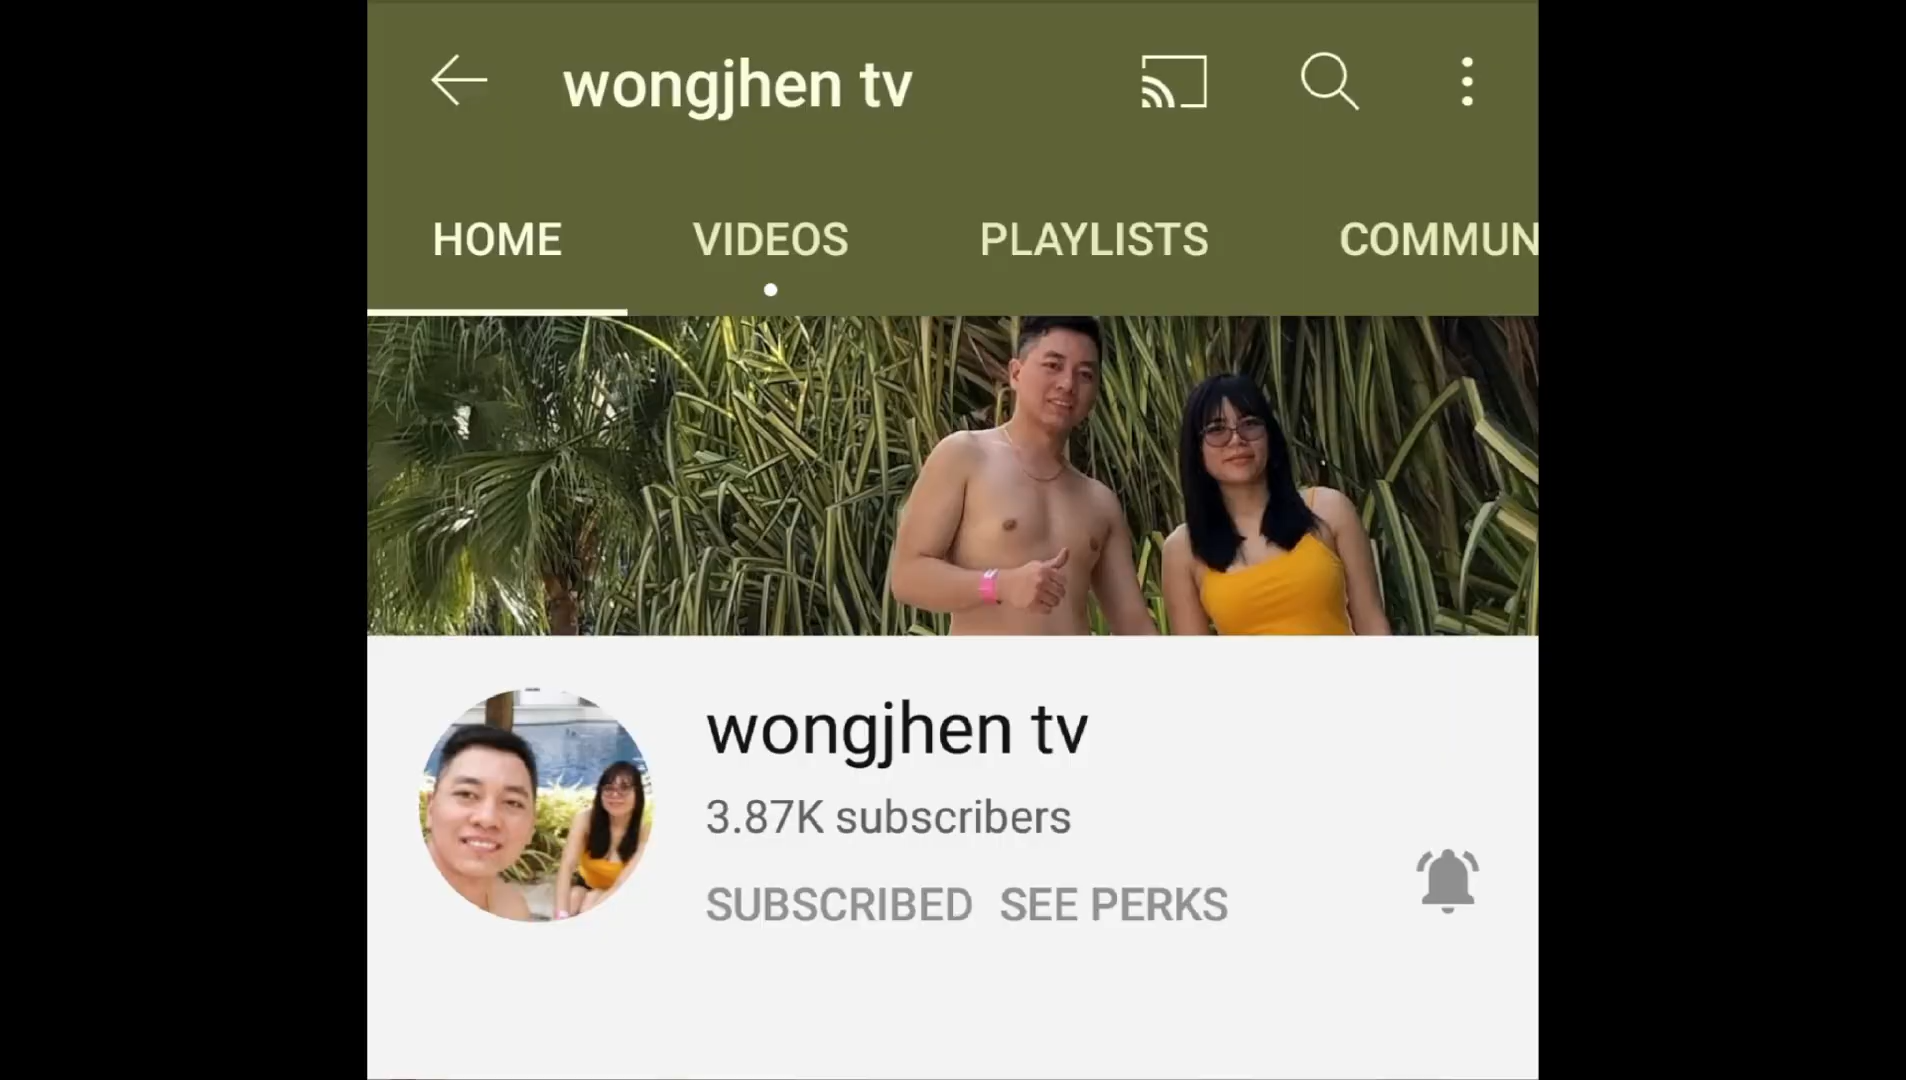 wongjhen tv
HOME VIDEOS PLAYLISTS COMMUN
wongjhen tv
3.87K subscribers
SUBSCRIBED SEE PERKS